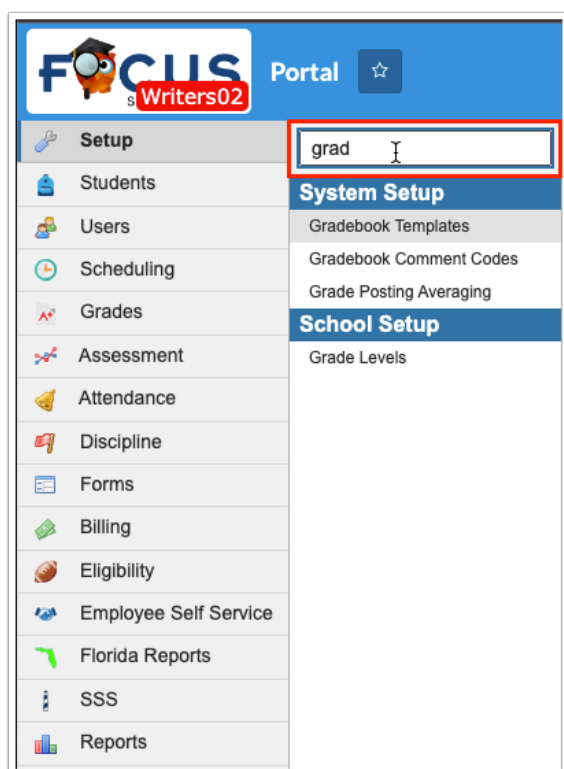 FOCUS
Portal
S
Writers02
Setup
Students
Users
Scheduling
Grades
Assessment
Attendance
Discipline
Forms
Billing
Eligibility
Employee Self Service
Florida Reports
SSS
Reports
grad
System Setup
Gradebook Templates
Gradebook Comment Codes
Grade Posting Averaging
School Setup
Grade Levels